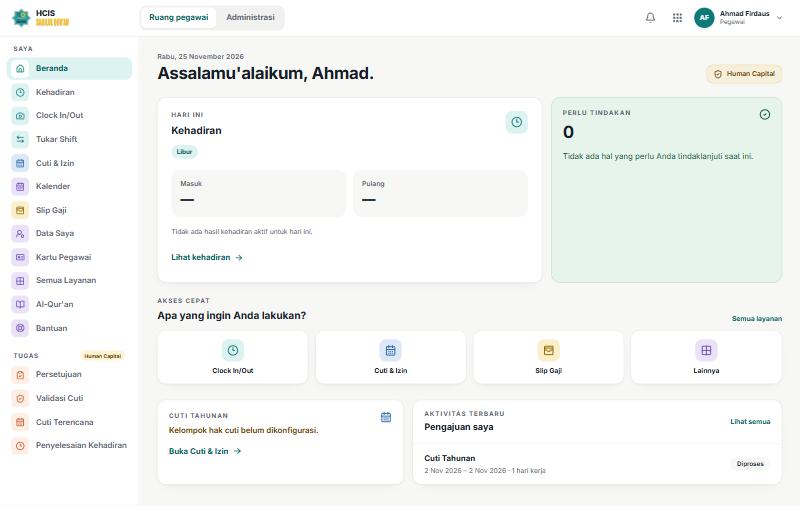 HCIS
Ruang pegawai
Administrasi
AF
Ahmad Firdaus
Pegawai
SAYA
Beranda
Kehadiran
Clock In/Out
Tukar Shift
Cuti & Izin
Kalender
Slip Gaji
Data Saya
Kartu Pegawai
Semua Layanan
Al-Qur'an
Bantuan
TUGAS
Human Capital
Persetujuan
Validasi Cuti
Cuti Terencana
Penyelesaian Kehadiran
Rabu, 25 November 2026
Assalamu'alaikum, Ahmad.
Human Capital
HARI INI
Kehadiran
Libur
Masuk
—
Pulang
—
Tidak ada hasil kehadiran aktif untuk hari ini.
Lihat kehadiran →
PERLU TINDAKAN
0
Tidak ada hal yang perlu Anda tindaklanjuti saat ini.
AKSES CEPAT
Apa yang ingin Anda lakukan?
Semua layanan
Clock In/Out
Cuti & Izin
Slip Gaji
Lainnya
CUTI TAHUNAN
Kelompok hak cuti belum dikonfigurasi.
Buka Cuti & Izin →
AKTIVITAS TERBARU
Pengajuan saya
Lihat semua
Cuti Tahunan
2 Nov 2026 – 2 Nov 2026 · 1 hari kerja
Diproses